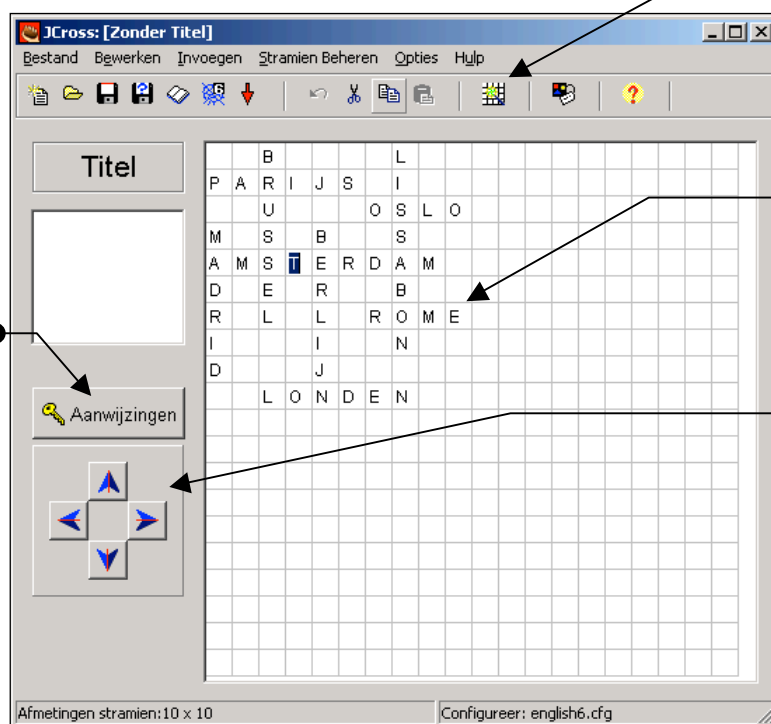 JCross: [Zonder Titel]
Bestand Bewerken Invoegen Stramien Beheren Opties Hulp
6 ?
Titel
B L
P A R I J S I
U O S L O
M S B S
A M S T E R D A M
D E R B
R L L R O M E
I I N
D J
L O N D E N
Aanwijzingen
Afmetingen stramien:10 x 10 Configureer: english6.cfg